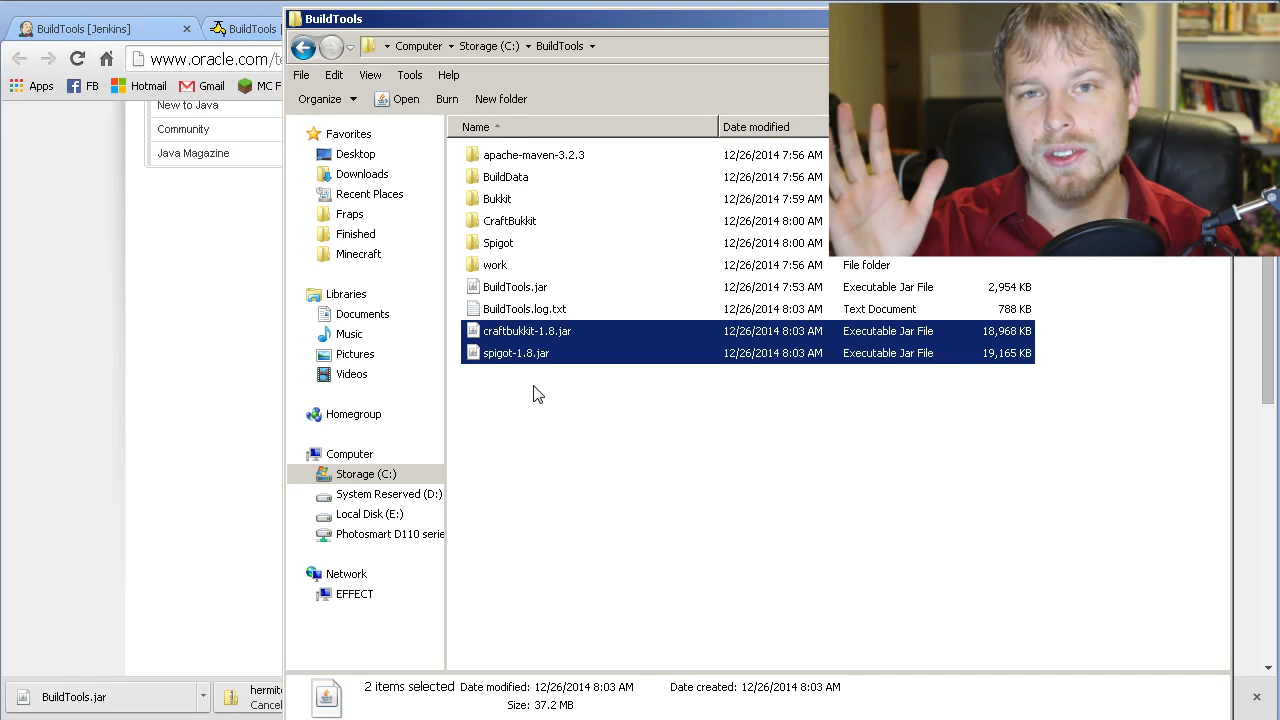 BuildTools [Jenkins]
BuildTools
www.oracle.com/te
Apps FB Hotmail Gmail MC F
New to Java
Community
Java Magazine
BuildTools
Computer Storage (C:) BuildTools
File Edit View Tools Help
Organize Open Burn New folder
Favorites
Desktop
Downloads
Recent Places
Fraps
Finished
Minecraft
Libraries
Documents
Music
Pictures
Videos
Homegroup
Computer
Storage (C:)
System Reserved (D:)
Local Disk (E:)
Photosmart D110 serie
Network
EFFECT
Name Date modified
apache-maven-3.2.3 12/26/2014 7:56 AM
BuildData 12/26/2014 7:56 AM
Bukkit 12/26/2014 7:59 AM
CraftBukkit 12/26/2014 8:00 AM
Spigot 12/26/2014 8:00 AM
work 12/26/2014 7:56 AM File folder
BuildTools.jar 12/26/2014 7:53 AM Executable Jar File 2,959 KB
BuildTools.log.txt 12/26/2014 8:03 AM Text Document 788 KB
craftbukkit-1.8.jar 12/26/2014 8:03 AM Executable Jar File 18,968 KB
spigot-1.8.jar 12/26/2014 8:03 AM Executable Jar File 19,165 KB
2 items selected Date modified: 12/26/2014 8:03 AM Date created: 12/26/2014 8:03 AM
Size: 37.2 MB
BuildTools.jar
hermit
Cancel